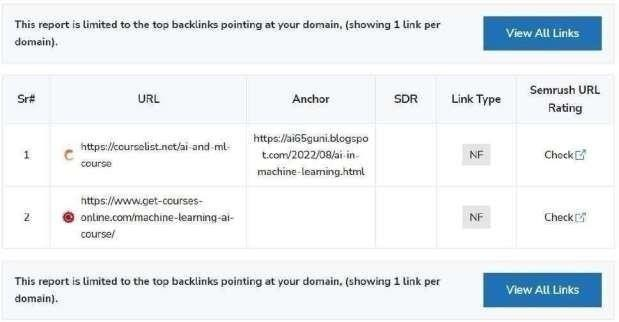 This report is limited to the top backlinks pointing at your domain, (showing 1 link per
domain).
View All Links
Sr#
URL
Anchor
SDR
Link Type
Semrush URL
Rating
1
https://courselist.net/ai-and-ml-
course
https://ai65guni.blogspo
t.com/2022/08/ai-in-
machine-learning.html
NF
Check
2
https://www.get-courses-
online.com/machine-learning-ai-
course/
NF
Check
This report is limited to the top backlinks pointing at your domain, (showing 1 link per
domain).
View All Links